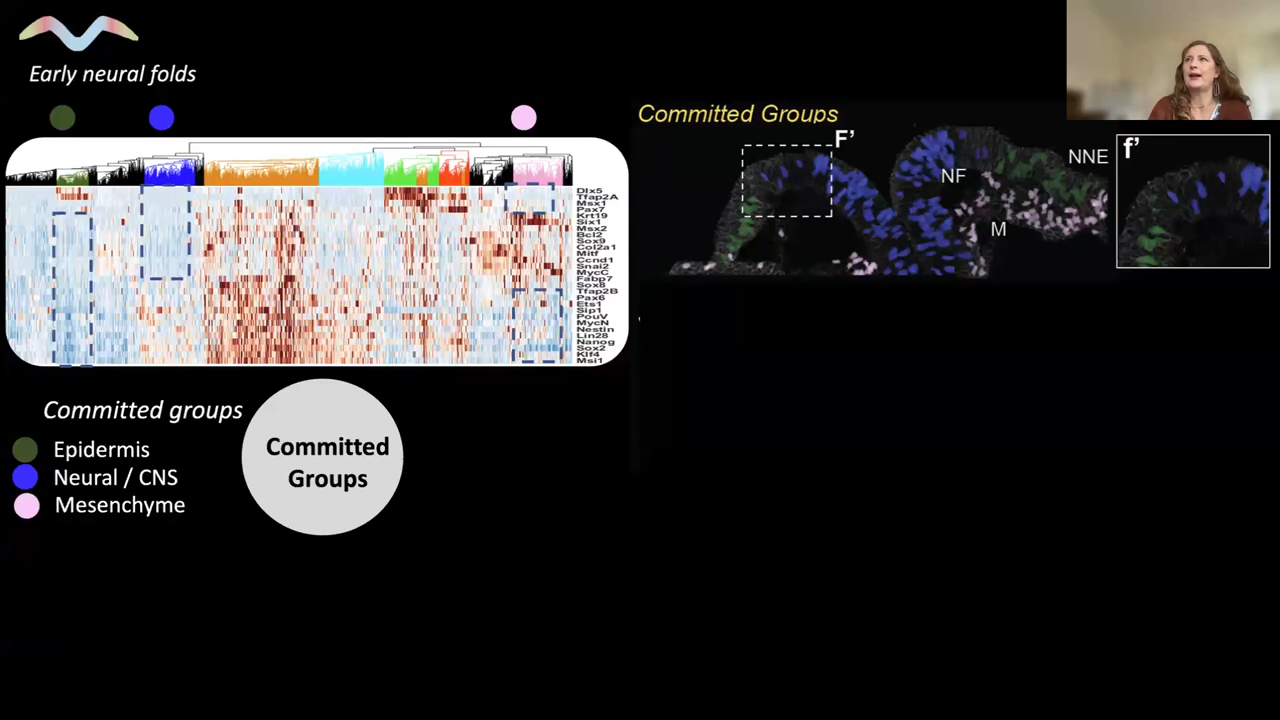 Early neural folds
Dlx5
Tfap2A
Msx1
Pax7
Krt19
Six1
Msx2
Bcl2
Sox9
Col2a1
Mitf
Ccnd1
Snai2
MycC
Fabp7
Sox8
Tfap2B
Pax6
Ets1
Sip1
PouV
MycN
Nestin
Lin28
Nanog
Sox2
Klf4
Msi1
Committed groups
Epidermis
Neural / CNS
Mesenchyme
Committed
Groups
Committed Groups
F’
NF
NNE
M
f’